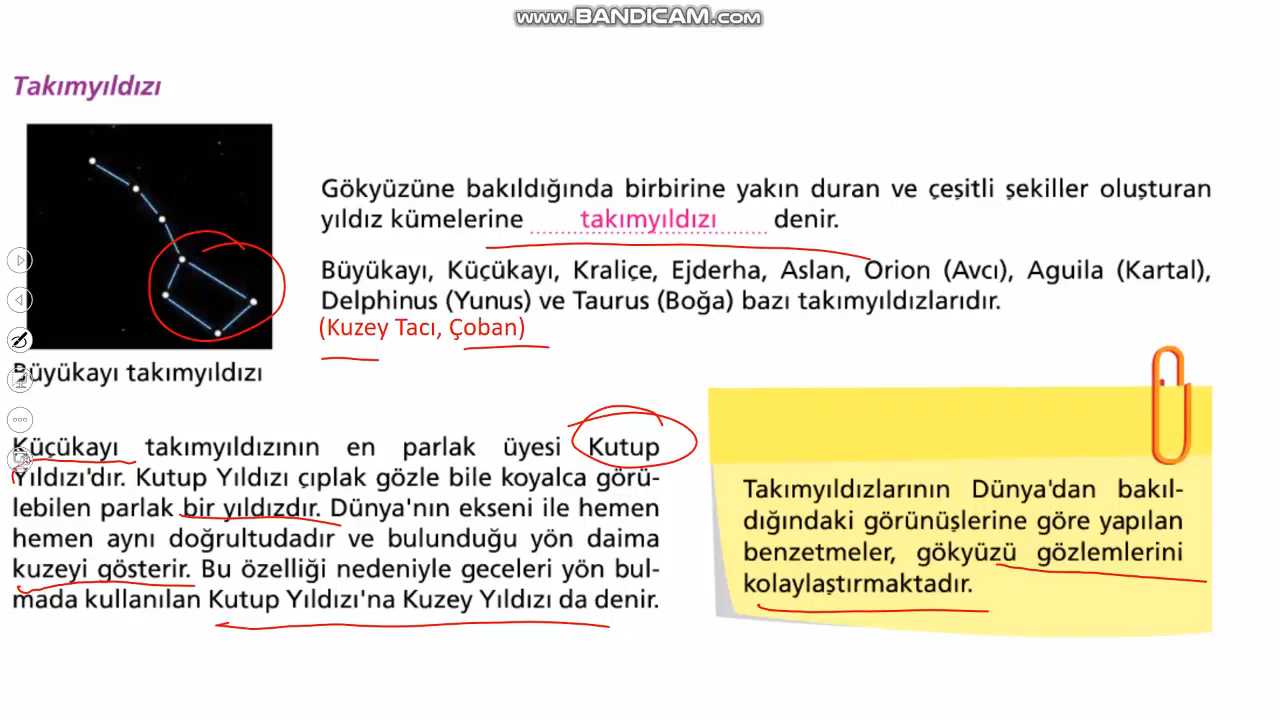 www.BANDICAM.com
Takımyıldızı
Gökyüzüne bakıldığında birbirine yakın duran ve çeşitli şekiller oluşturan
yıldız kümelerine takımyıldızı denir.
Büyükayı, Küçükayı, Kraliçe, Ejderha, Aslan, Orion (Avcı), Aguila (Kartal),
Delphinus (Yunus) ve Taurus (Boğa) bazı takımyıldızlarıdır.
(Kuzey Tacı, Çoban)
Büyükayı takımyıldızı
Küçükayı takımyıldızının en parlak üyesi Kutup
Yıldızı'dır. Kutup Yıldızı çıplak gözle bile koyalca görü-
lebilen parlak bir yıldızdır. Dünya'nın ekseni ile hemen
hemen aynı doğrultudadır ve bulunduğu yön daima
kuzeyi gösterir. Bu özelliği nedeniyle geceleri yön bul-
mada kullanılan Kutup Yıldızı'na Kuzey Yıldızı da denir.
Takımyıldızlarının Dünya'dan bakıl-
dığındaki görünüşlerine göre yapılan
benzetmeler, gökyüzü gözlemlerini
kolaylaştırmaktadır.